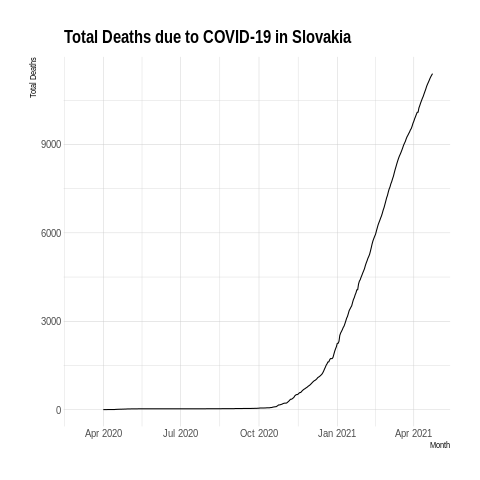 Total Deaths due to COVID-19 in Slovakia
Total Deaths
9000
6000
3000
0
Apr 2020 Jul 2020 Oct 2020 Jan 2021 Apr 2021
Month